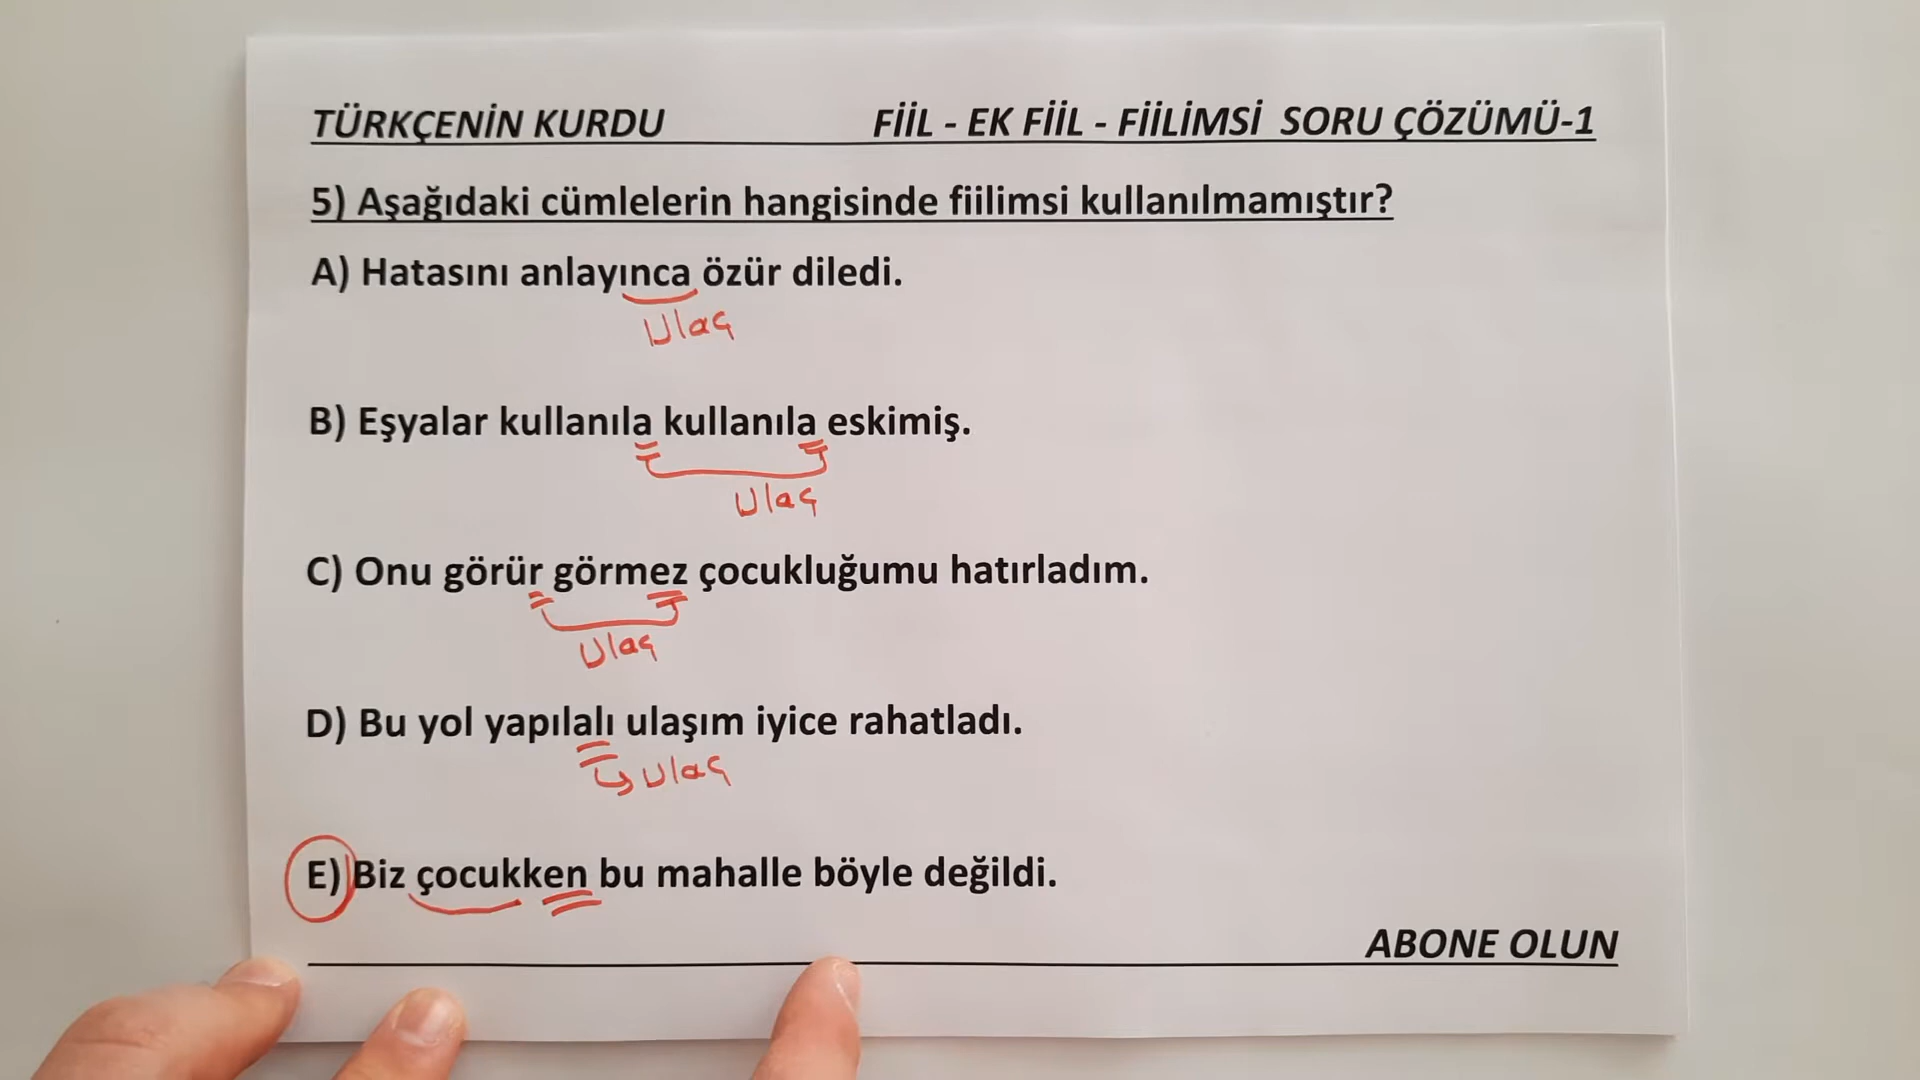 TÜRKÇENİN KURDU FİİL - EK FİİL - FİİLİMSİ SORU ÇÖZÜMÜ-1
5) Aşağıdaki cümlelerin hangisinde fiilimsi kullanılmamıştır?
A) Hatasını anlayınca özür diledi.
Ulaç
B) Eşyalar kullanıla kullanıla eskimiş.
Ulaç
C) Onu görür görmez çocukluğumu hatırladım.
Ulaç
D) Bu yol yapılalı ulaşım iyice rahatladı.
Ulaç
E) Biz çocukken bu mahalle böyle değildi.
ABONE OLUN